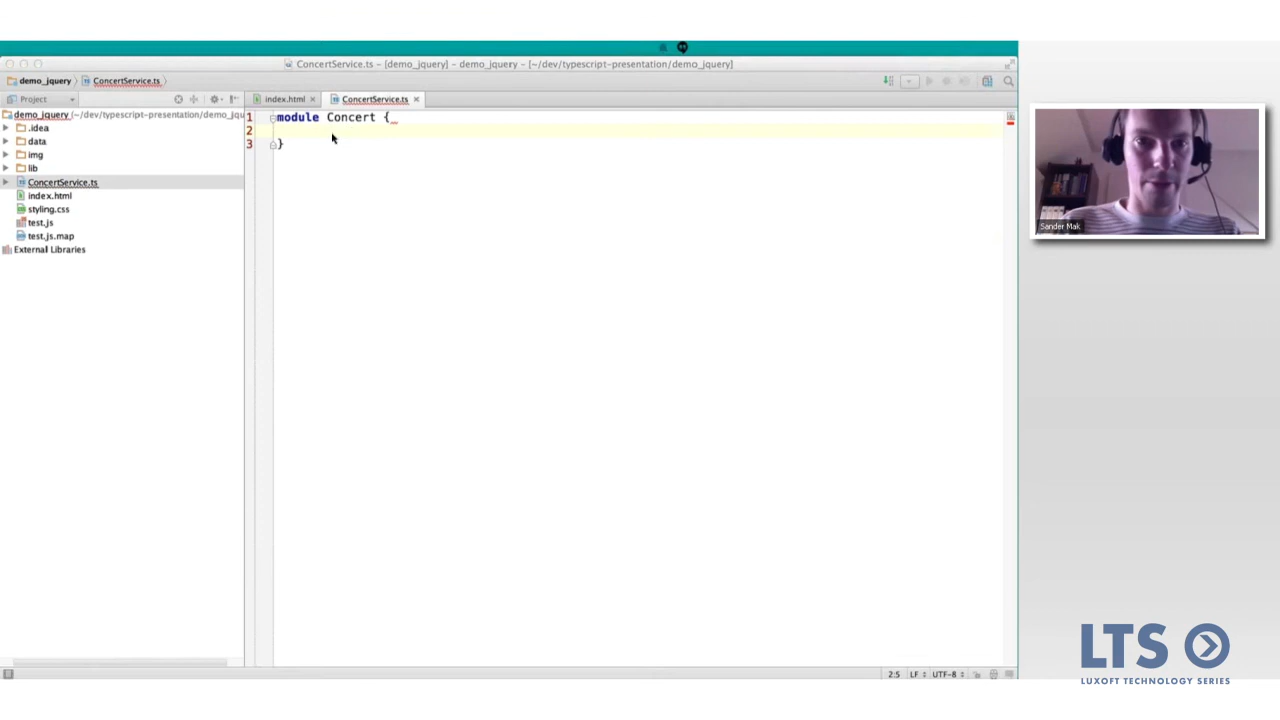 ConcertService.ts – [demo_jquery] – demo_jquery – [~/dev/typescript-presentation/demo_jquery]
demo_jquery ConcertService.ts
Project
index.html
ConcertService.ts
demo_jquery (~/dev/typescript-presentation/demo_jqu
.idea
data
img
lib
ConcertService.ts
index.html
styling.css
test.js
test.js.map
External Libraries
1 module Concert {
2
3 }
Sander Mak
2:5 LF UTF-8
LTS
LUXOFT TECHNOLOGY SERIES